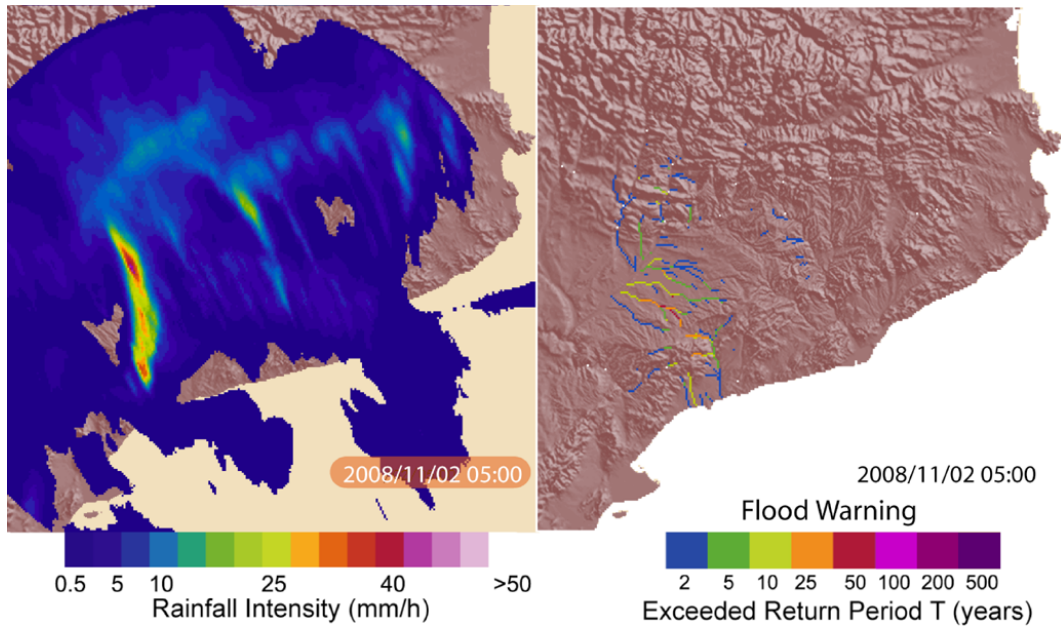 2008/11/02 05:00
0.5 5 10 25 40 >50
Rainfall Intensity (mm/h)
2008/11/02 05:00
Flood Warning
2 5 10 25 50 100 200 500
Exceeded Return Period T (years)